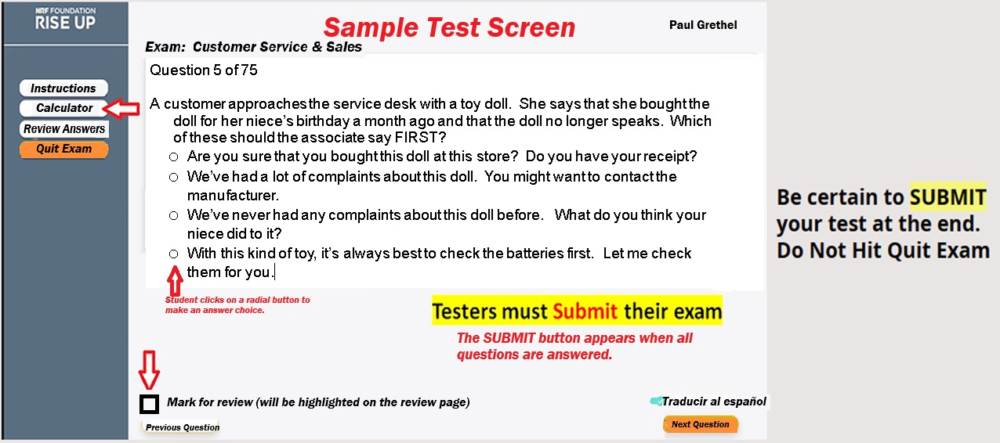 NRF FOUNDATION
RISE UP
Sample Test Screen
Paul Grethel
Exam: Customer Service & Sales
Question 5 of 75
Instructions
Calculator
Review Answers
Quit Exam
A customer approaches the service desk with a toy doll. She says that she bought the
doll for her niece's birthday a month ago and that the doll no longer speaks. Which
of these should the associate say FIRST?
Are you sure that you bought this doll at this store? Do you have your receipt?
We've had a lot of complaints about this doll. You might want to contact the
manufacturer.
We've never had any complaints about this doll before. What do you think your
niece did to it?
With this kind of toy, it's always best to check the batteries first. Let me check
them for you.
Student clicks on a radial button to
make an answer choice.
Testers must Submit their exam
The SUBMIT button appears when all
questions are answered.
Mark for review (will be highlighted on the review page)
Traducir al español
Previous Question
Next Question
Be certain to SUBMIT
your test at the end.
Do Not Hit Quit Exam